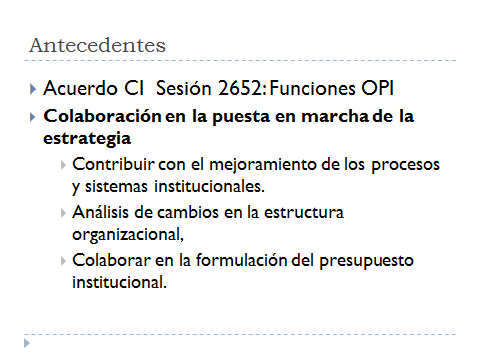 Antecedentes
Acuerdo CI Sesión 2652: Funciones OPI
Colaboración en la puesta en marcha de la
estrategia
Contribuir con el mejoramiento de los procesos
y sistemas institucionales.
Análisis de cambios en la estructura
organizacional,
Colaborar en la formulación del presupuesto
institucional.